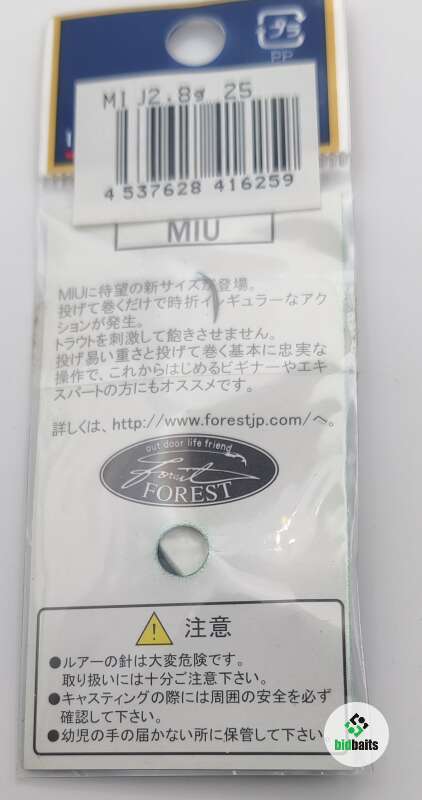 プラ
PP
MI J2.8g 25
4 537628 416259
MIU
MIUに待望の新サイズが登場。
投げて巻くだけで時折イレギュラーなアク
ションが発生。
トラウトを刺激して飽きさせません。
投げ易い重さと投げて巻く基本に忠実な
操作で、これからはじめるビギナーやエキ
スパートの方にもオススメです。
詳しくは、http://www.forestjp.com/へ。
out door life friend
Forest
FOREST
注意
●ルアーの針は大変危険です。
取り扱いには十分ご注意下さい。
●キャスティングの際には周囲の安全を必ず
確認して下さい。
●幼児の手の届かない所に保管して下さい
bidbaits